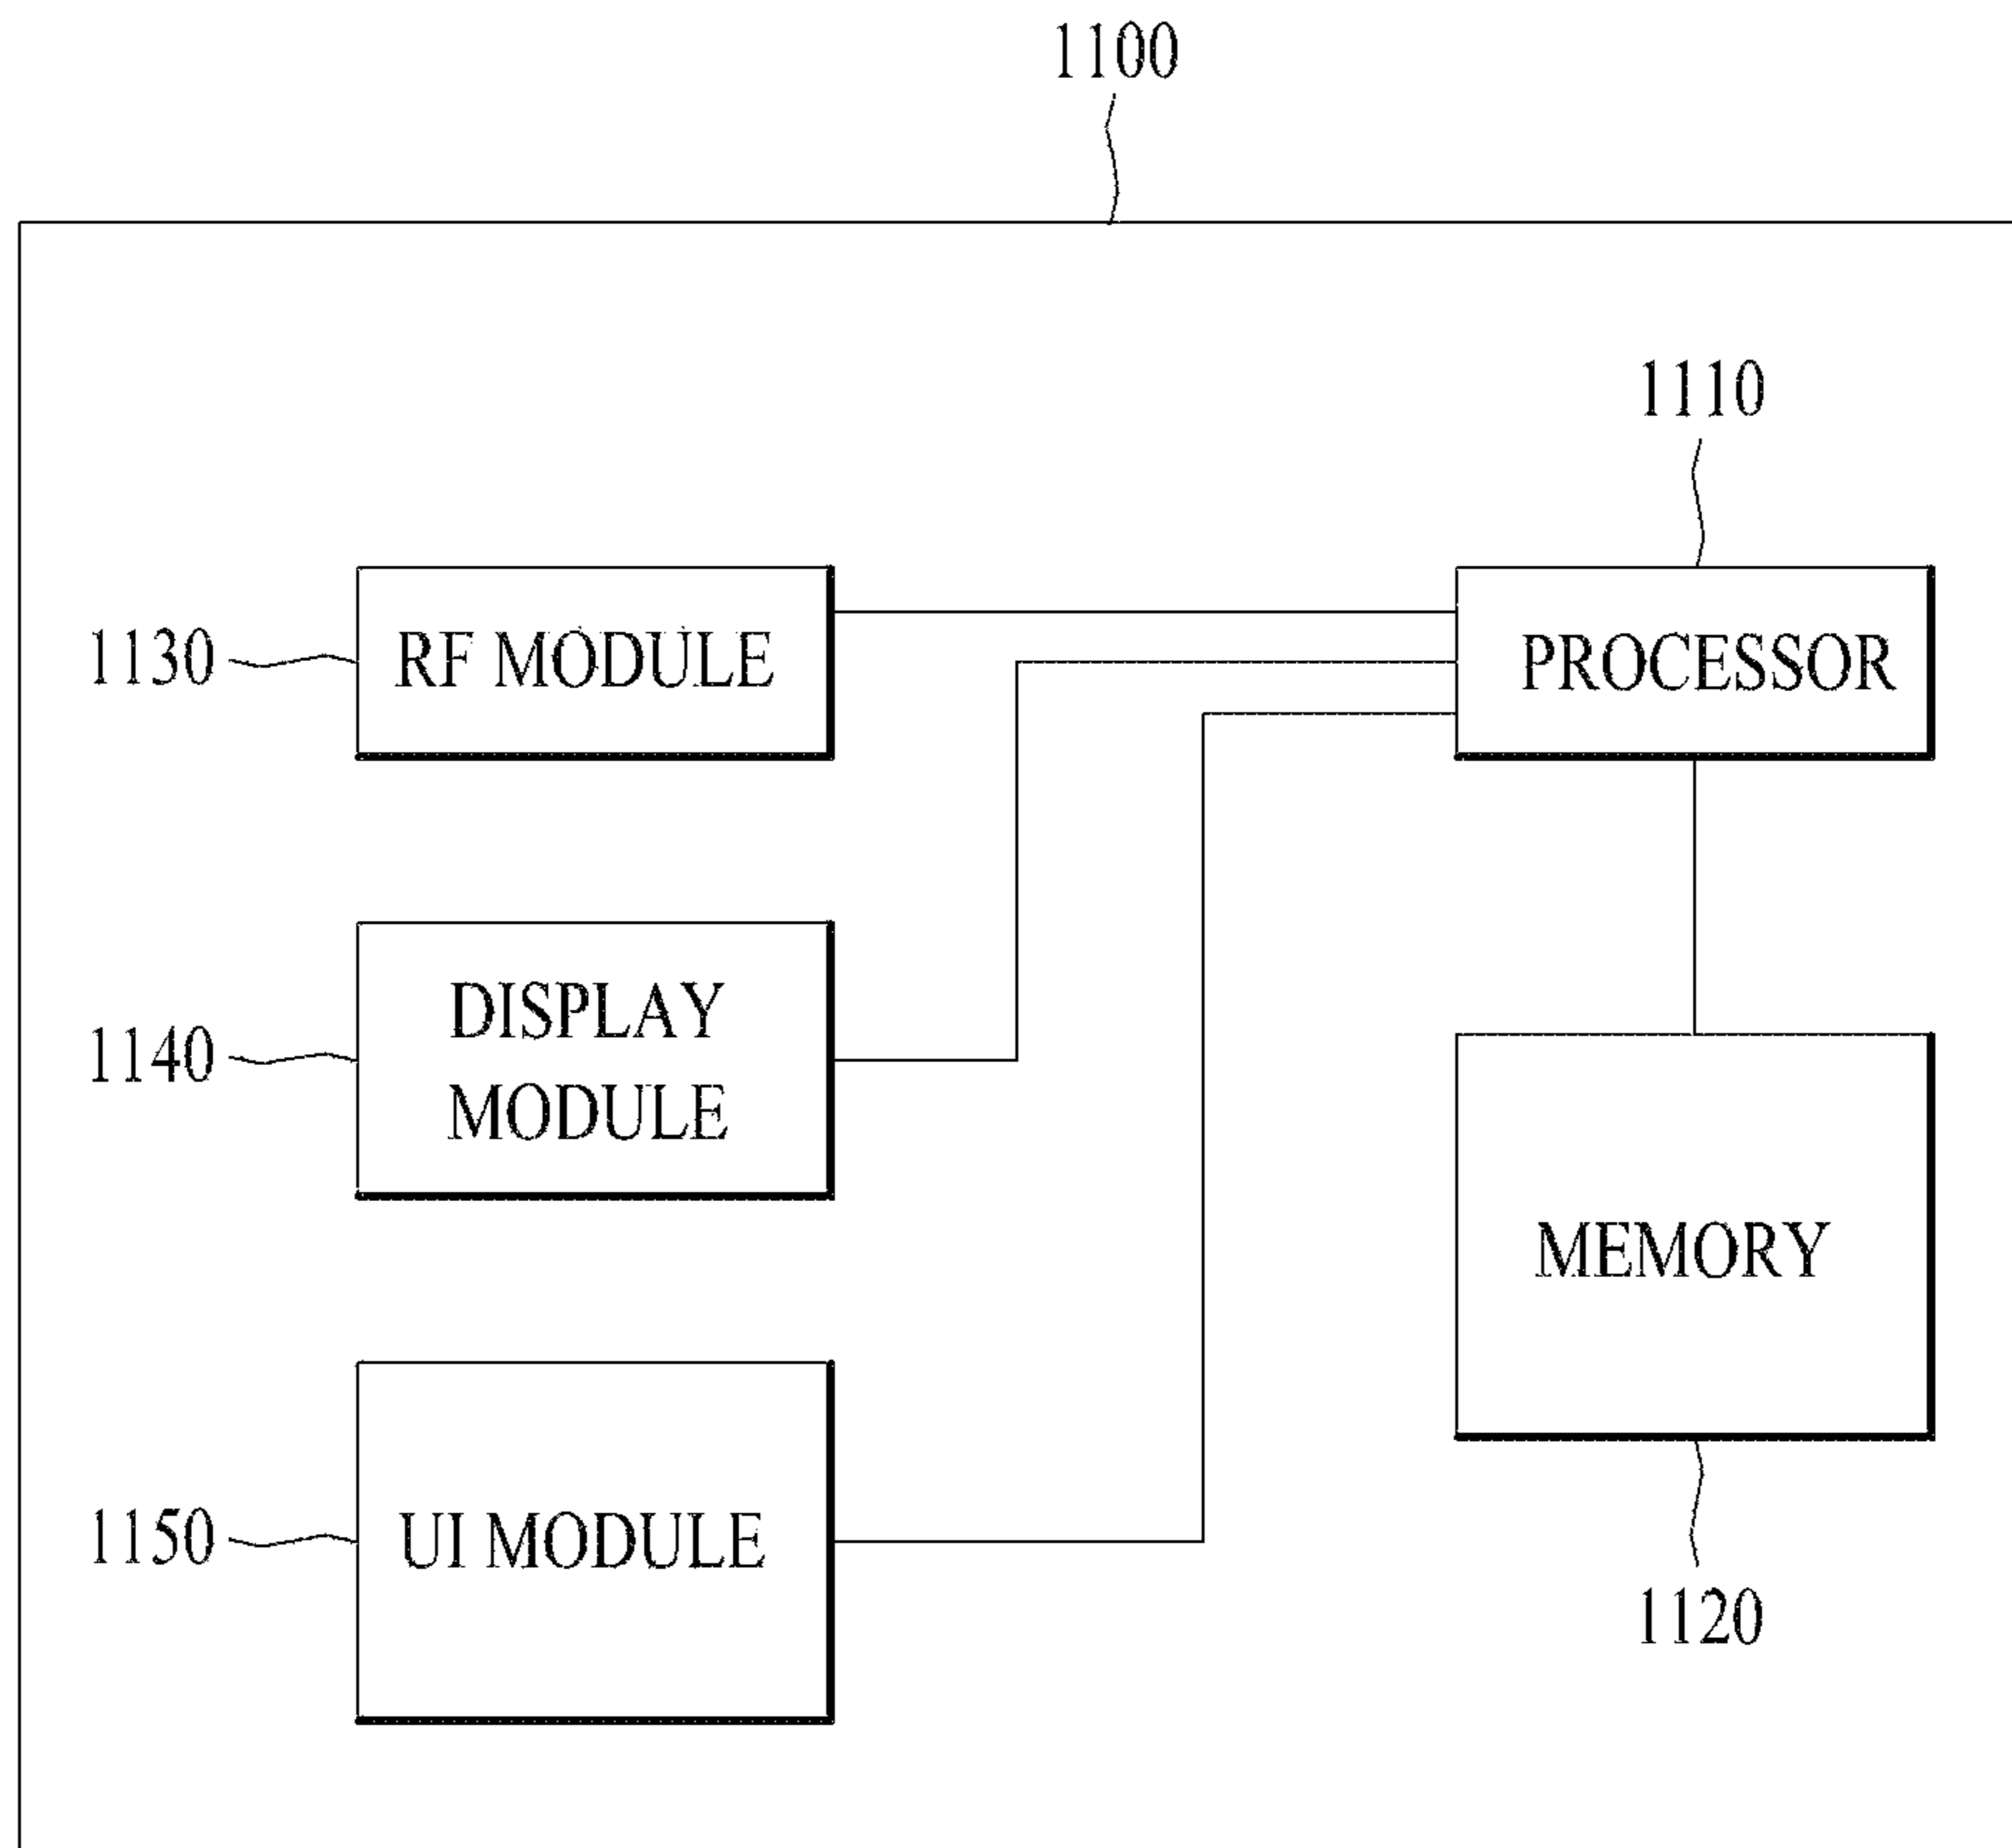 1100
1110
1130
RF MODULE
PROCESSOR
1140
DISPLAY
MODULE
MEMORY
1150
UI MODULE
1120